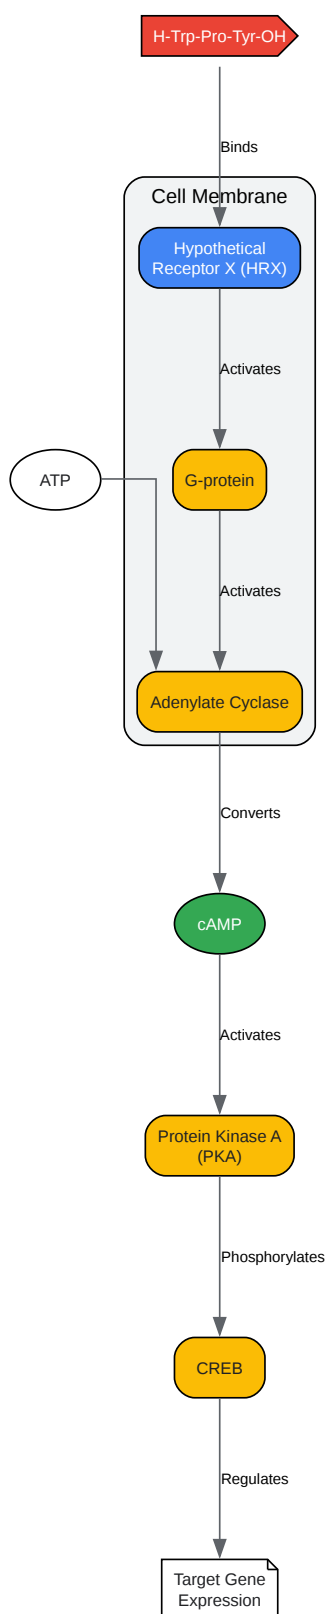 H-Trp-Pro-Tyr-OH
Binds
Cell Membrane
Hypothetical
Receptor X (HRX)
Activates
ATP
G-protein
Activates
Adenylate Cyclase
Converts
cAMP
Activates
Protein Kinase A
(PKA)
Phosphorylates
CREB
Regulates
Target Gene
Expression